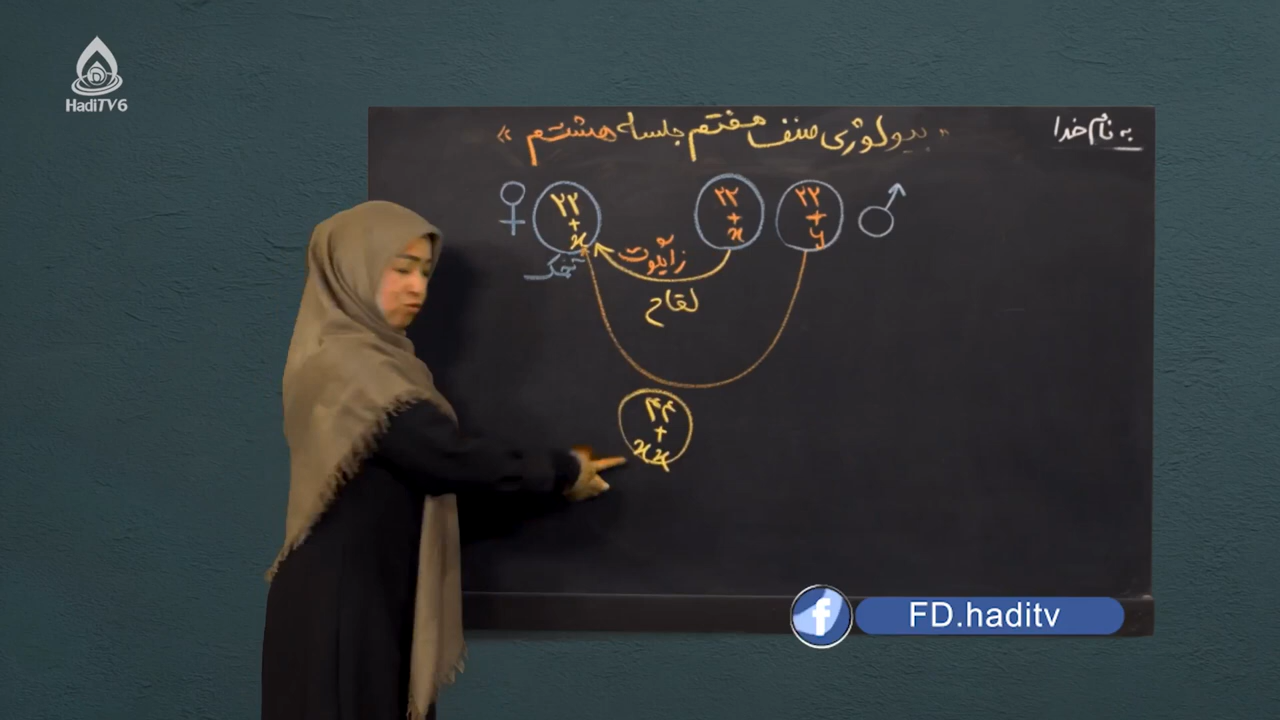 HadiTV6
به نام خدا
« بیولوژی صنف هفتم جلسه هشتم »
♂
۲۲
+
y
۲۲
+
x
۲۲
+
x
♀
تخمک
زایگوت
لقاح
۴۴
+
xx
FD.haditv